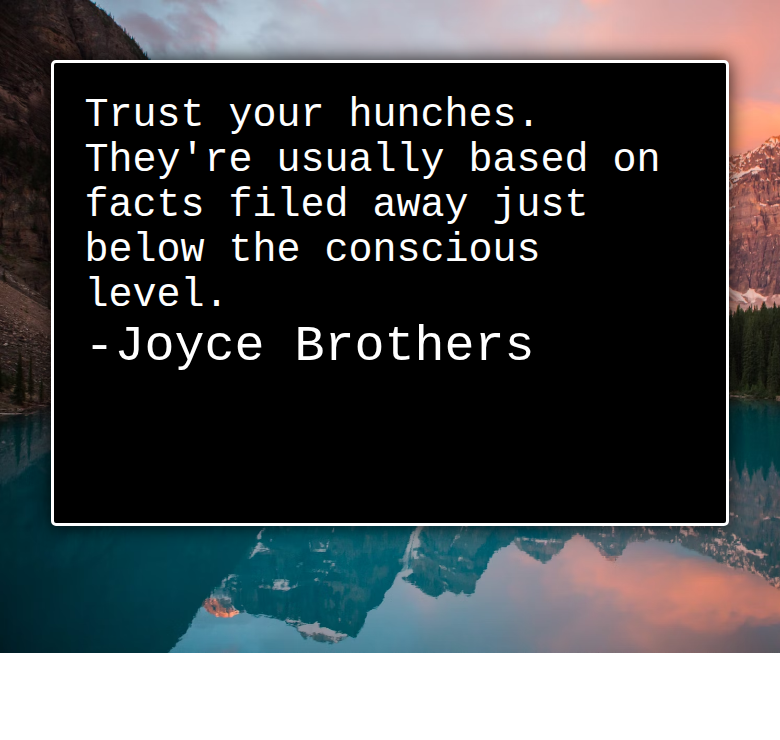 Trust your hunches.
They're usually based on
facts filed away just
below the conscious
level.
-Joyce Brothers